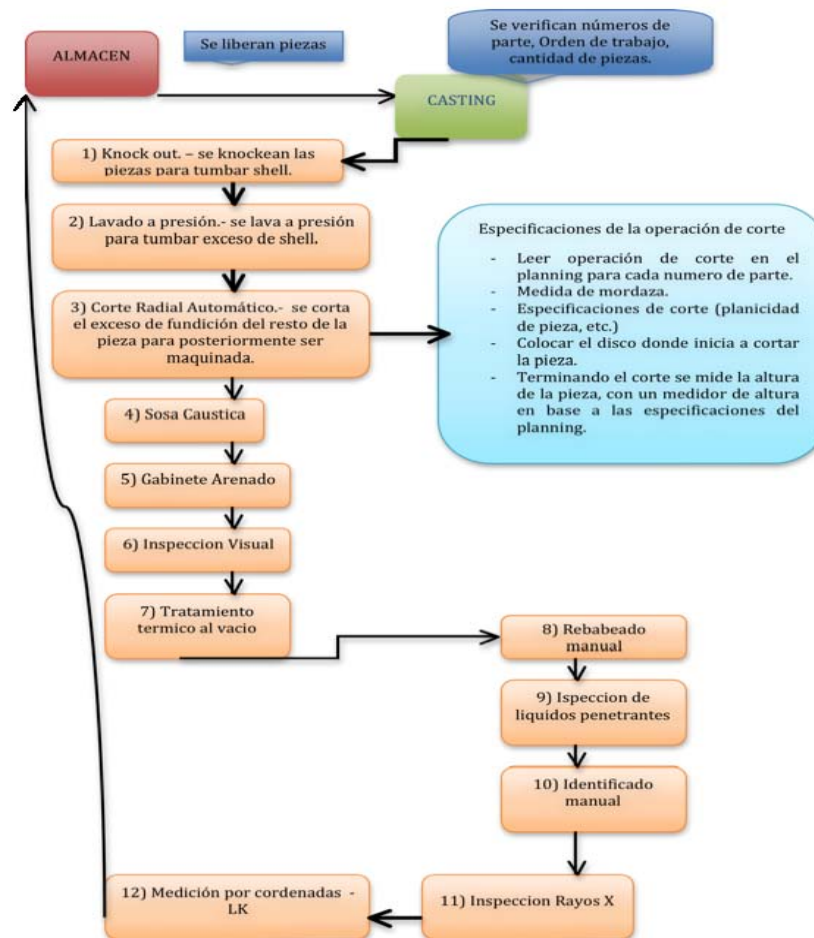 ALMACEN
Se liberan piezas
Se verifican números de
parte, Orden de trabajo,
cantidad de piezas.
CASTING
1) Knock out. – se knockean las
piezas para tumbar shell.
2) Lavado a presión.- se lava a presión
para tumbar exceso de shell.
3) Corte Radial Automático.- se corta
el exceso de fundición del resto de la
pieza para posteriormente ser
maquinada.
Especificaciones de la operación de corte
- Leer operación de corte en el
planning para cada numero de
parte.
- Medida de mordaza.
- Especificaciones de corte (planicidad
de pieza, etc.)
- Colocar el disco donde inicia a cortar
la pieza.
- Terminando el corte se mide la altura
de la pieza, con un medidor de altura
en base a las especificaciones del
planning.
4) Sosa Caustica
5) Gabinete Arenado
6) Inspeccion Visual
7) Tratamiento
termico al vacio
8) Rebabeado
manual
9) Ispeccion de
liquidos penetrantes
10) Identificado
manual
11) Inspeccion Rayos X
12) Medición por cordenadas -
LK